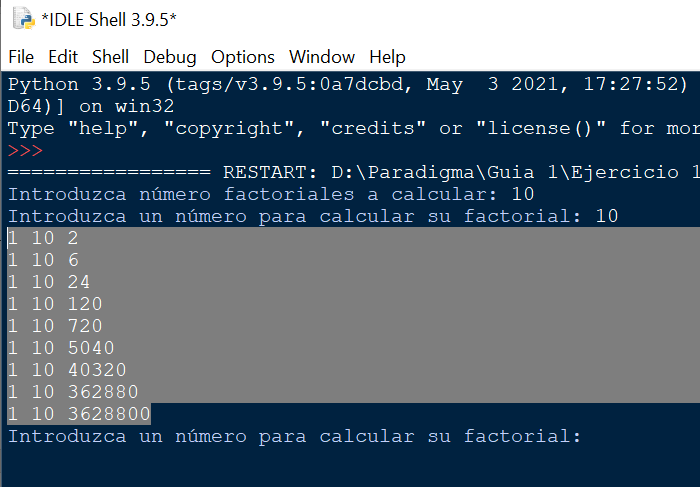 *IDLE Shell 3.9.5*
File Edit Shell Debug Options Window Help
Python 3.9.5 (tags/v3.9.5:0a7dcbd, May  3 2021, 17:27:52)
D64)] on win32
Type "help", "copyright", "credits" or "license()" for mor
>>>
================= RESTART: D:\Paradigma\Guia 1\Ejercicio 1
Introduzca número factoriales a calcular: 10
Introduzca un número para calcular su factorial: 10
1 10 2
1 10 6
1 10 24
1 10 120
1 10 720
1 10 5040
1 10 40320
1 10 362880
1 10 3628800
Introduzca un número para calcular su factorial: